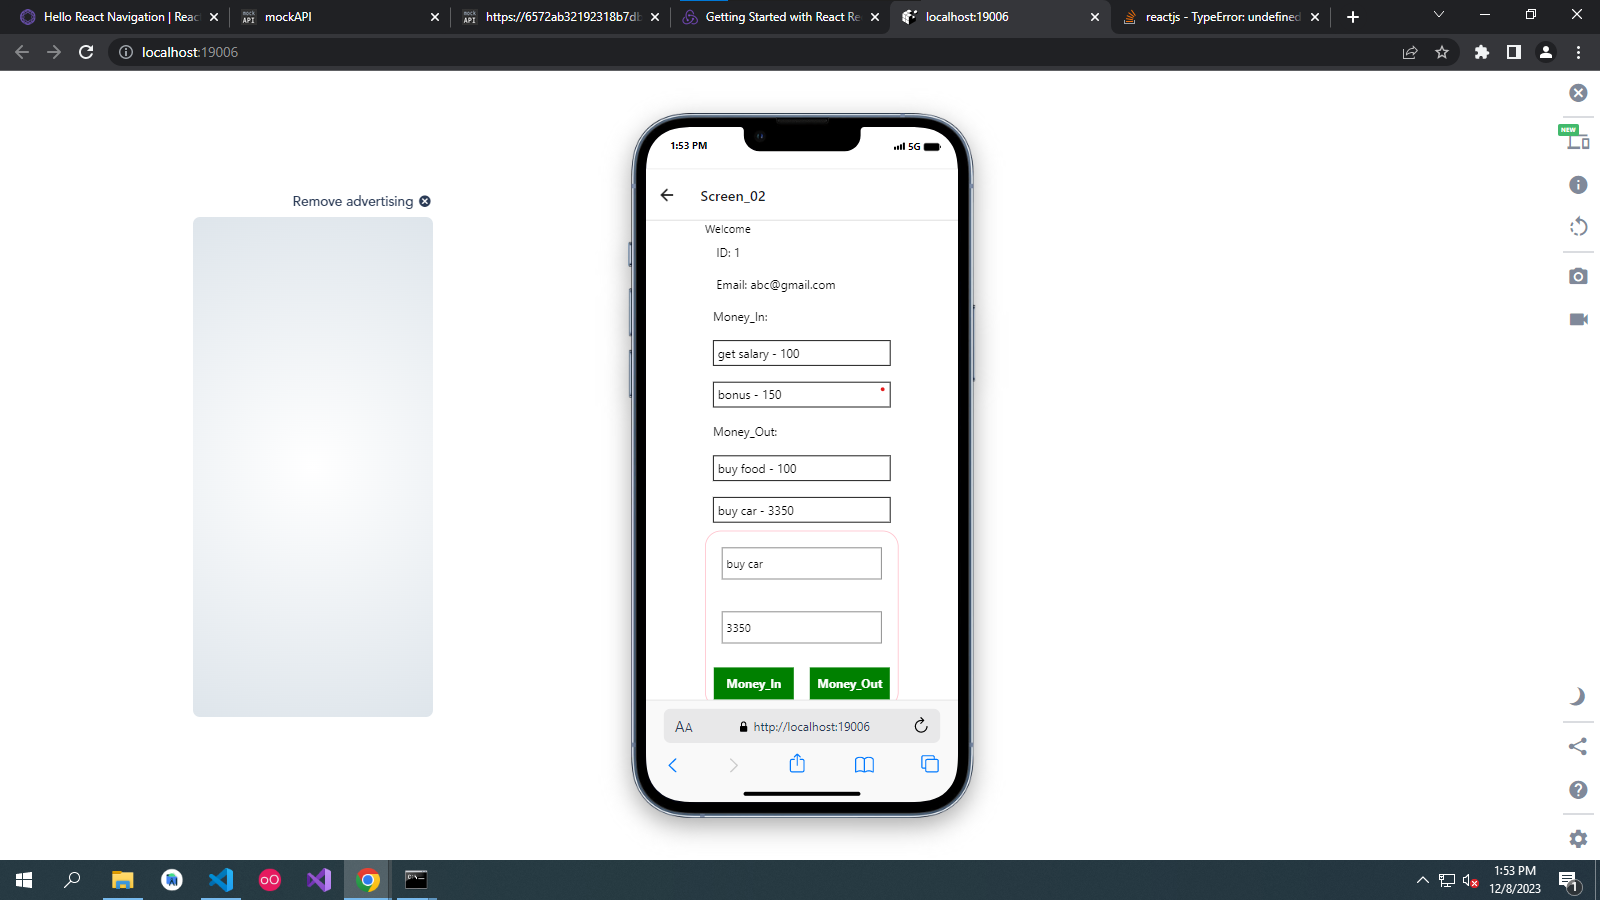 Hello React Navigation | Reac
mockAPI
https://6572ab32192318b7db
Getting Started with React Re
localhost:19006
reactjs - TypeError: undefined
localhost:19006
NEW
Remove advertising
1:53 PM
5G
Screen_02
Welcome
ID: 1
Email: abc@gmail.com
Money_In:
get salary - 100
bonus - 150
Money_Out:
buy food - 100
buy car - 3350
buy car
3350
Money_In
Money_Out
AA
http://localhost:19006
1:53 PM
12/8/2023
1